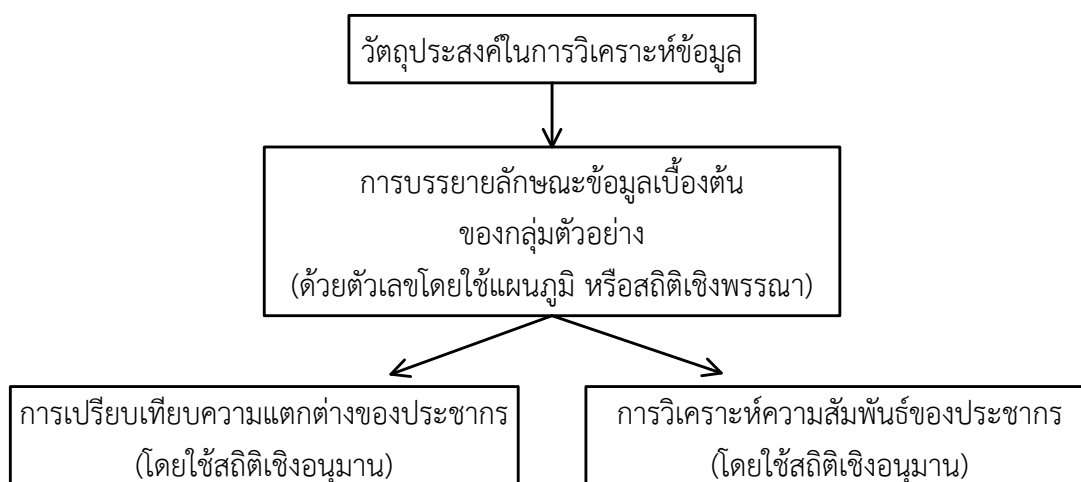 วัตถุประสงค์ในการวิเคราะห์ข้อมูล
การบรรยายลักษณะข้อมูลเบื้องต้น
ของกลุ่มตัวอย่าง
(ด้วยตัวเลขโดยใช้แผนภูมิ หรือสถิติเชิงพรรณา)
การเปรียบเทียบความแตกต่างของประชากร
(โดยใช้สถิติเชิงอนุมาน)
การวิเคราะห์ความสัมพันธ์ของประชากร
(โดยใช้สถิติเชิงอนุมาน)